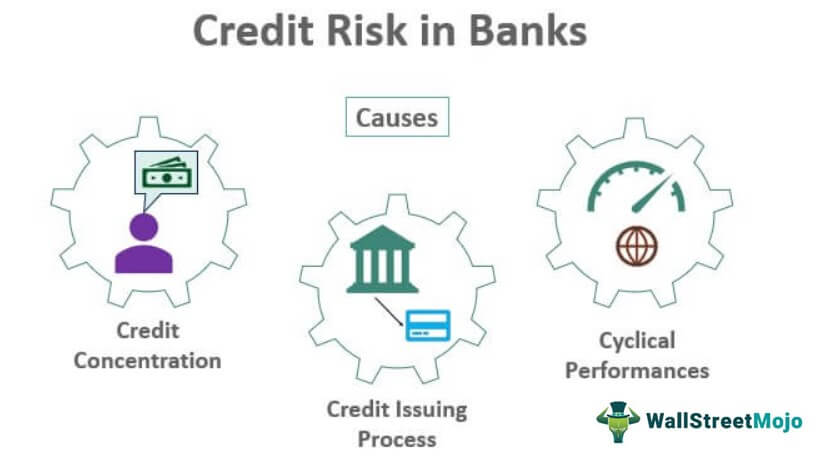 Credit Risk in Banks
Causes
Credit
Concentration
Credit Issuing
Process
Cyclical
Performances
WallStreetMojo